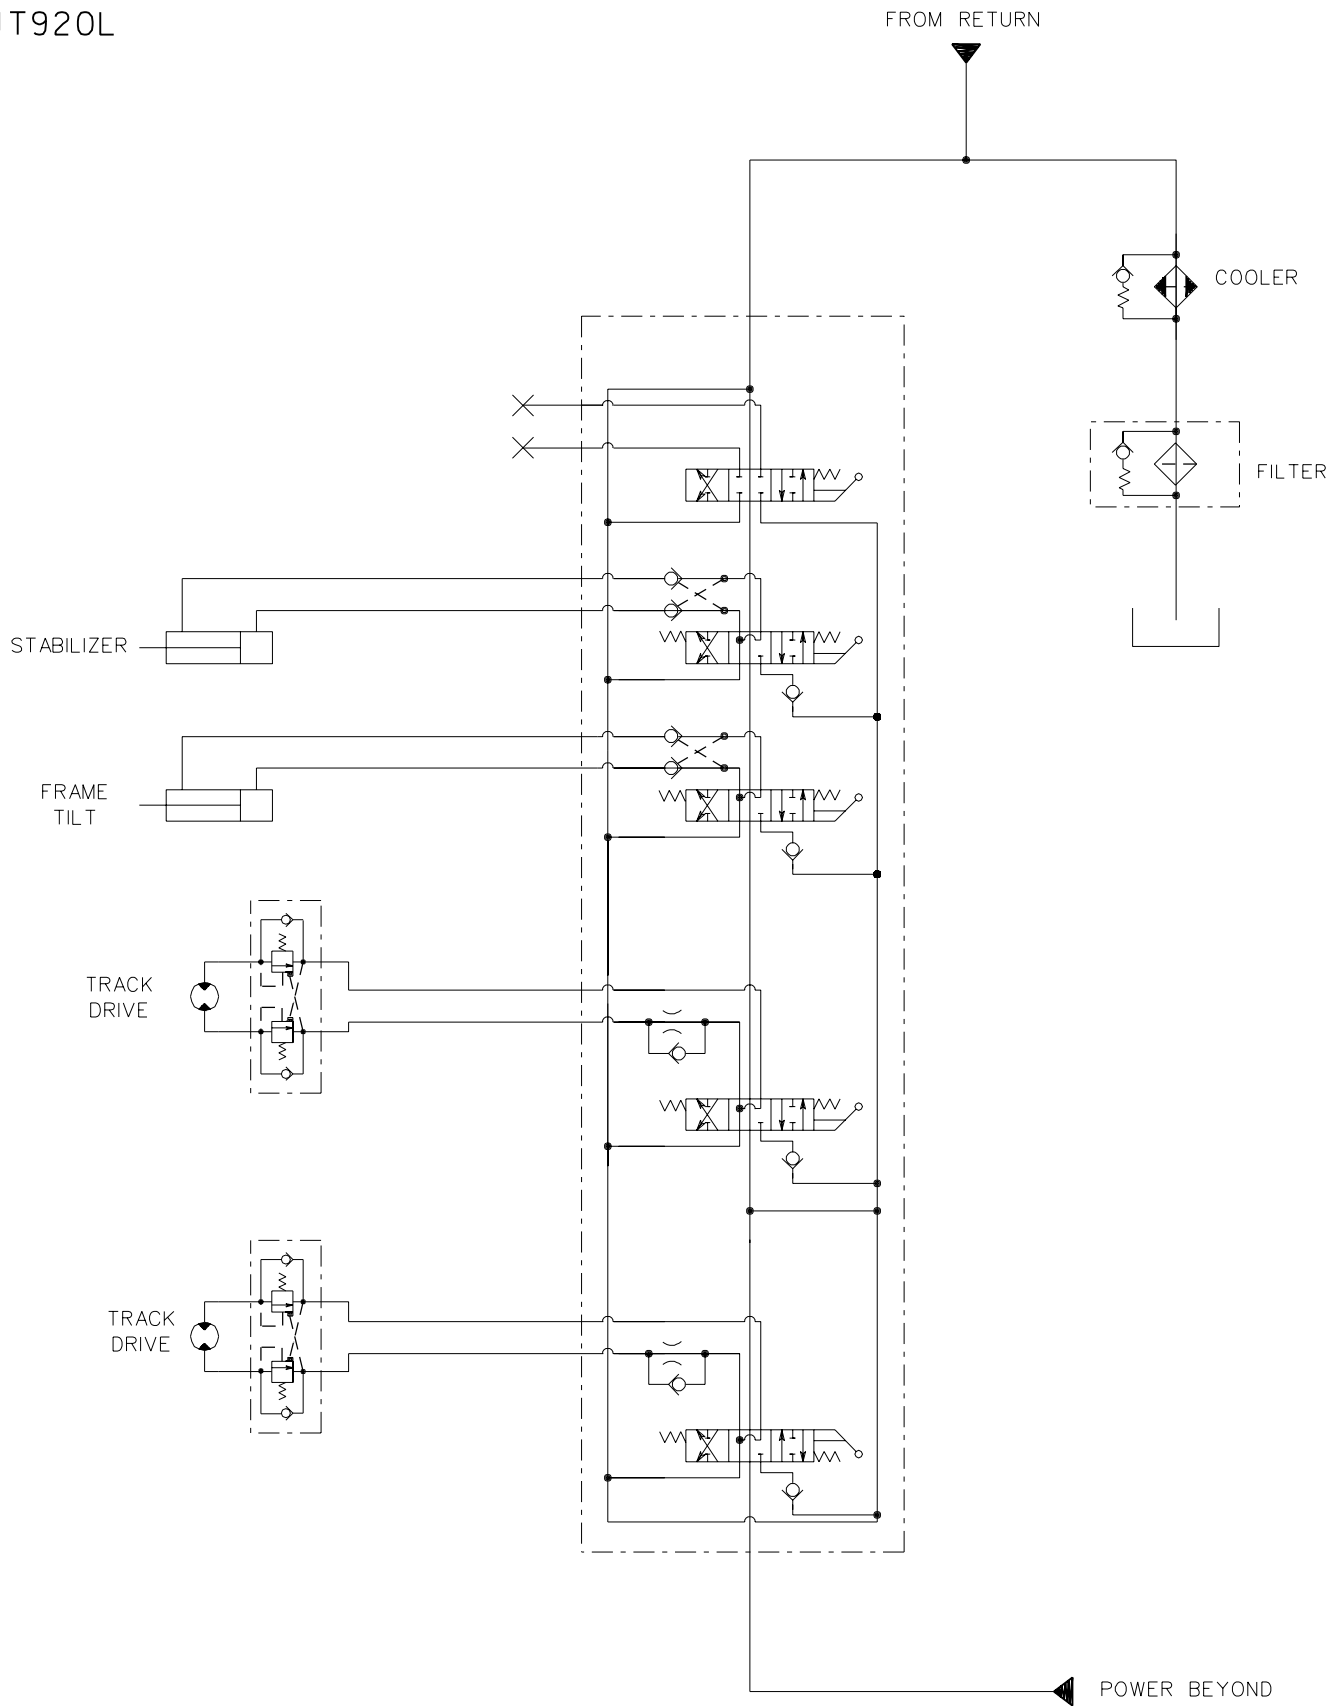 T920L
FROM RETURN
COOLER
FILTER
STABILIZER
FRAME
TILT
TRACK
DRIVE
TRACK
DRIVE
POWER BEYOND